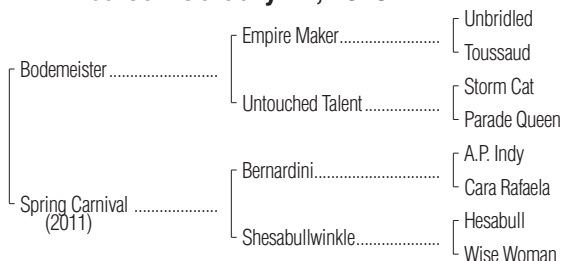 Unbridled
Empire Maker
Toussaud
Bodemeister
Storm Cat
Untouched Talent
Parade Queen
A.P. Indy
Bernardini
Cara Rafaela
Spring Carnival
(2011)
Hesabull
Shesabullwinkle
Wise Woman